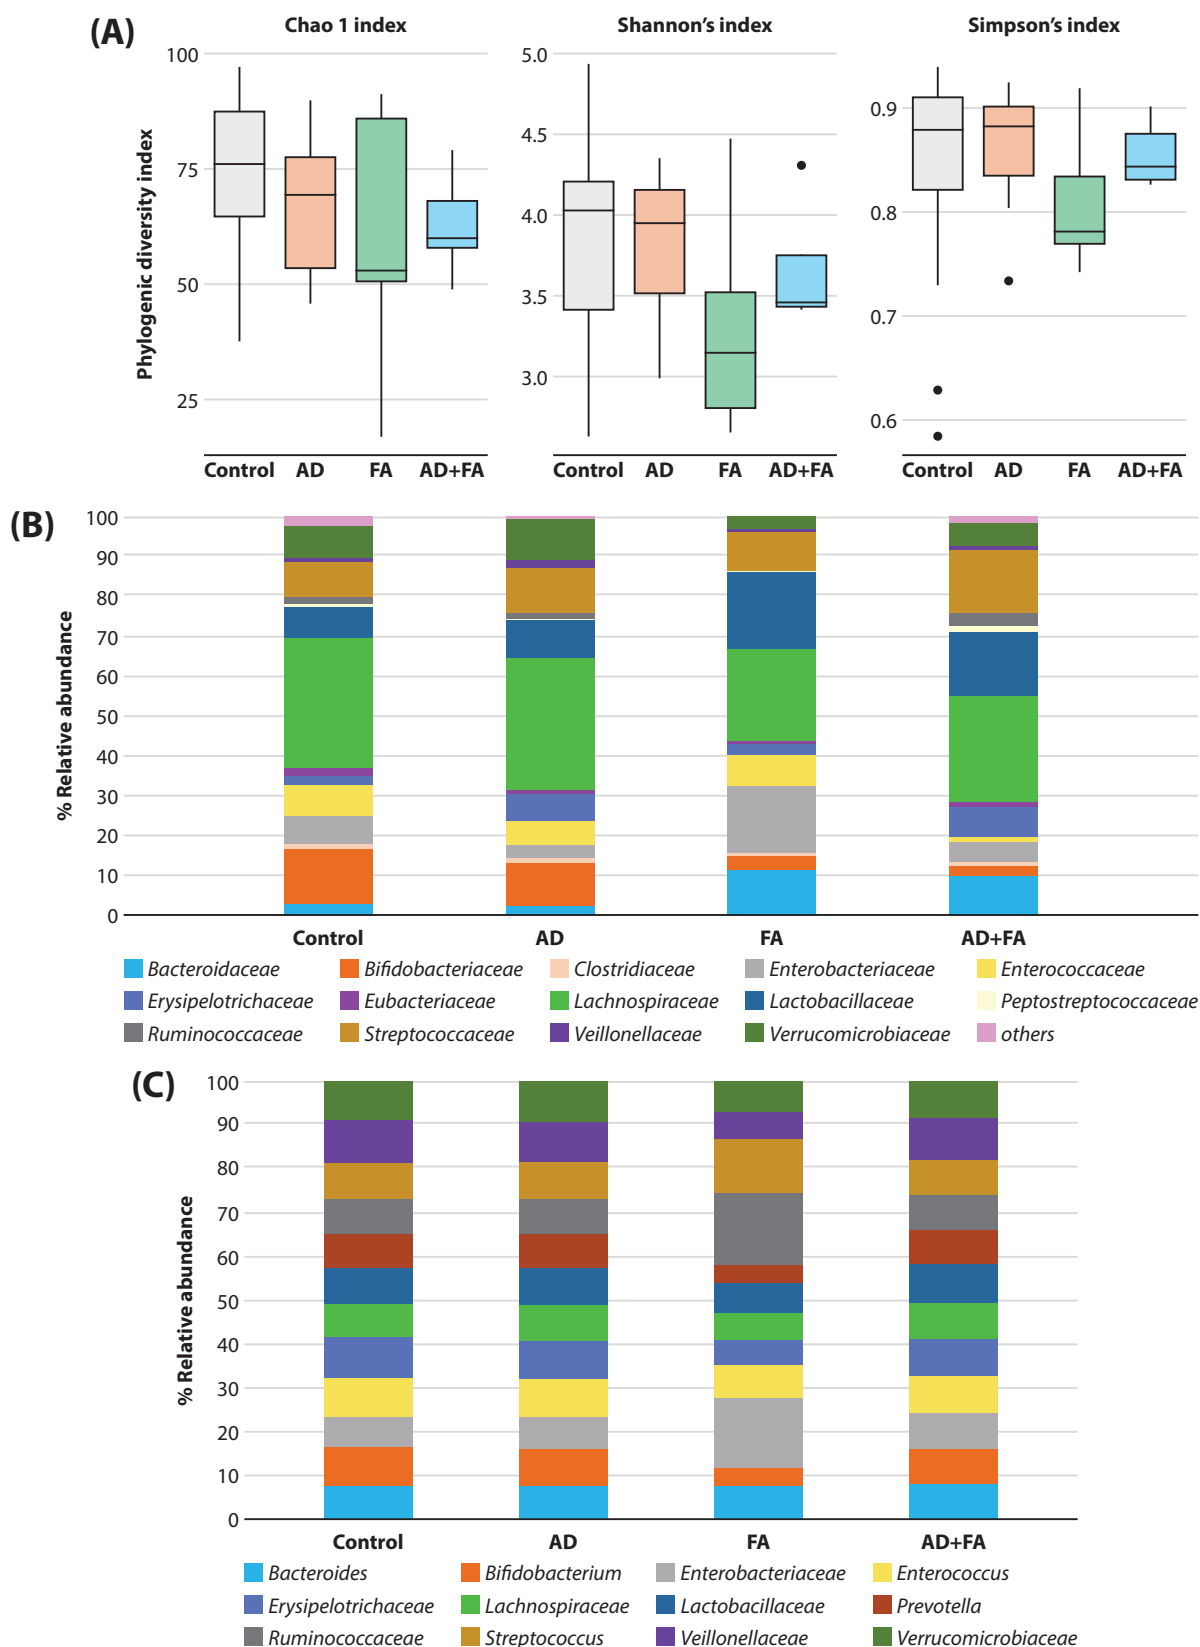 (A)
Chao 1 index Shannon's index Simpson's index
Phylogenic diversity index
100
75
50
25
5.0
4.5
4.0
3.5
3.0
0.9
0.8
0.7
0.6
Control AD FA AD+FA Control AD FA AD+FA Control AD FA AD+FA
(B)
% Relative abundance
100
90
80
70
60
50
40
30
20
10
0
Control AD FA AD+FA
Bacteroidaceae Bifidobacteriaceae Clostridiaceae Enterobacteriaceae Enterococcaceae
Erysipelotrichaceae Eubacteriaceae Lachnospiraceae Lactobacillaceae Peptostreptococcaceae
Ruminococcaceae Streptococcaceae Veillonellaceae Verrucomicrobiaceae others
(C)
% Relative abundance
100
90
80
70
60
50
40
30
20
10
0
Control AD FA AD+FA
Bacteroides Bifidobacterium Enterobacteriaceae Enterococcus
Erysipelotrichaceae Lachnospiraceae Lactobacillaceae Prevotella
Ruminococcaceae Streptococcus Veillonellaceae Verrucomicrobiaceae